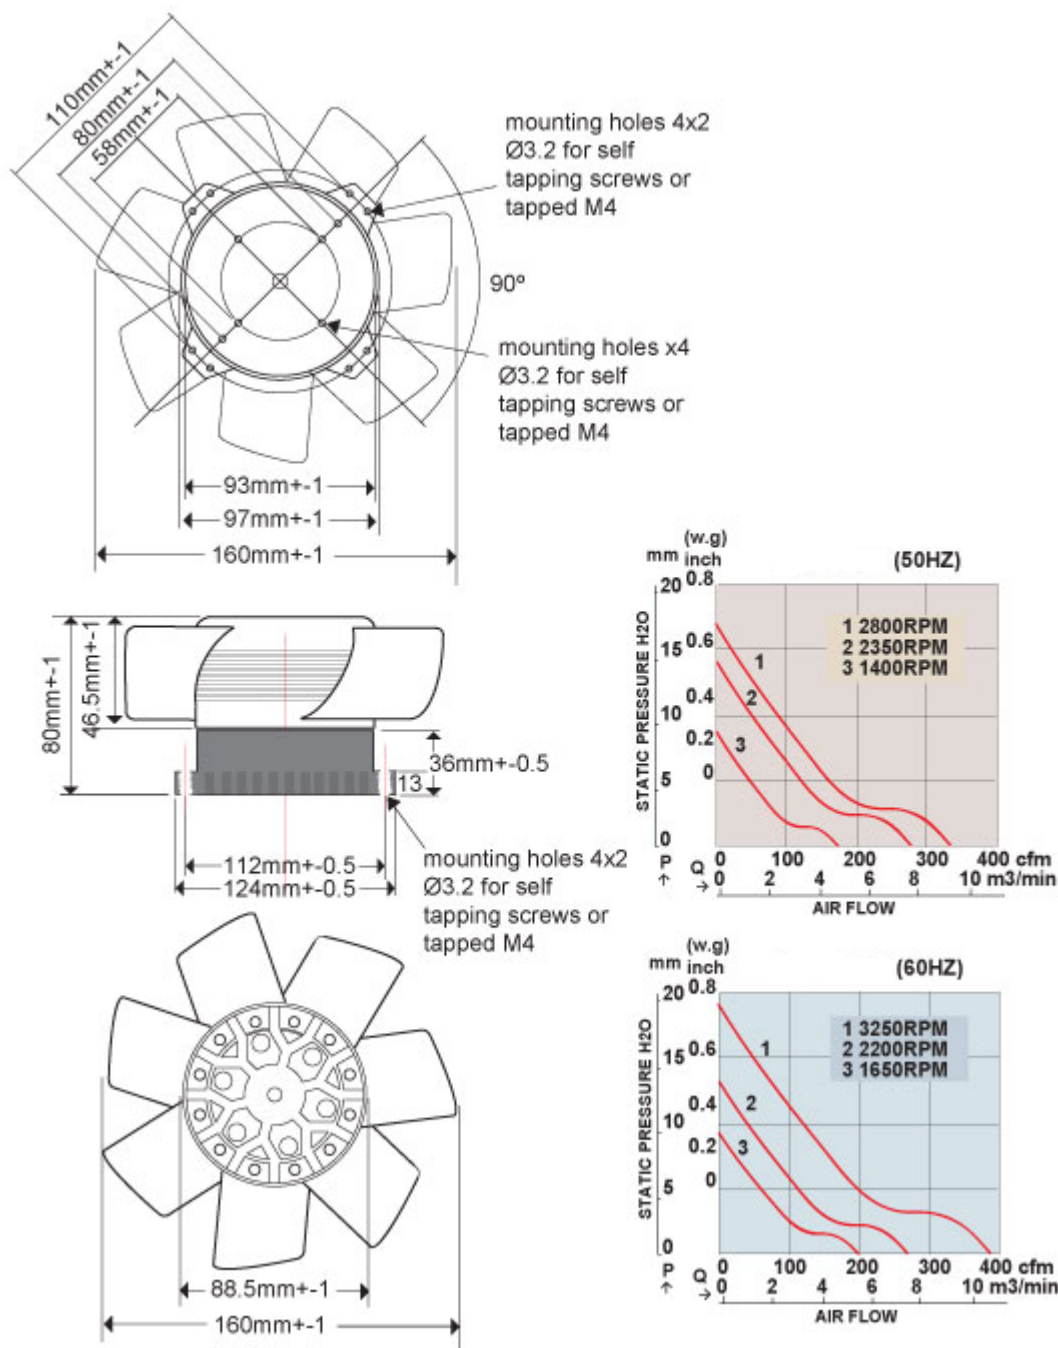 110mm+-1
80mm+-1
58mm+-1
mounting holes 4x2
Ø3.2 for self
tapping screws or
tapped M4
90º
mounting holes x4
Ø3.2 for self
tapping screws or
tapped M4
93mm+-1
97mm+-1
160mm+-1
80mm+-1
46.5mm+-1
36mm+-0.5
13
112mm+-0.5
124mm+-0.5
mounting holes 4x2
Ø3.2 for self
tapping screws or
tapped M4
88.5mm+-1
160mm+-1
(w.g)
mm inch
(50HZ)
20 0.8
15 0.6
10 0.4
0.2
5 0
0
STATIC PRESSURE H2O
1 2800RPM
2 2350RPM
3 1400RPM
1
2
3
P
↑
Q
→
0 100 200 300 400 cfm
0 2 4 6 8 10 m3/min
AIR FLOW
(w.g)
mm inch
(60HZ)
20 0.8
15 0.6
10 0.4
0.2
5 0
0
STATIC PRESSURE H2O
1 3250RPM
2 2200RPM
3 1650RPM
1
2
3
P
↑
Q
→
0 100 200 300 400 cfm
0 2 4 6 8 10 m3/min
AIR FLOW